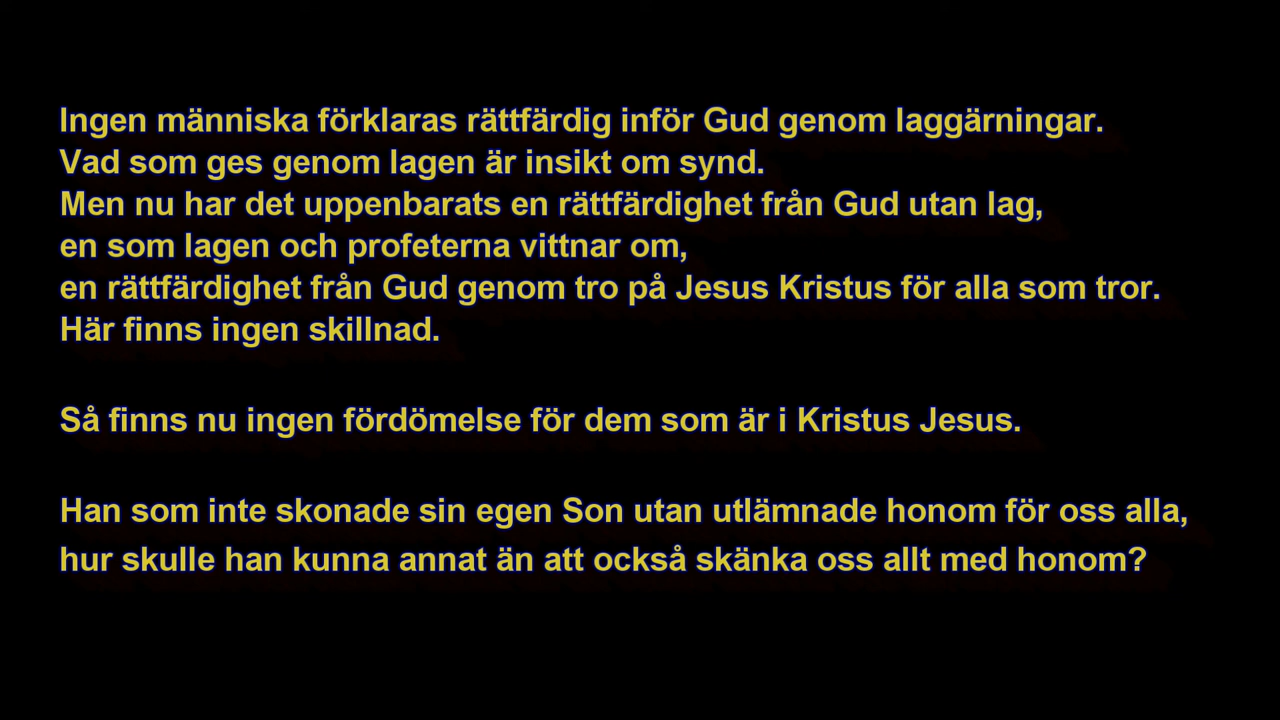 Ingen människa förklaras rättfärdig inför Gud genom laggärningar.
Vad som ges genom lagen är insikt om synd.
Men nu har det uppenbarats en rättfärdighet från Gud utan lag,
en som lagen och profeterna vittnar om,
en rättfärdighet från Gud genom tro på Jesus Kristus för alla som tror.
Här finns ingen skillnad.
Så finns nu ingen fördömelse för dem som är i Kristus Jesus.
Han som inte skonade sin egen Son utan utlämnade honom för oss alla,
hur skulle han kunna annat än att också skänka oss allt med honom?